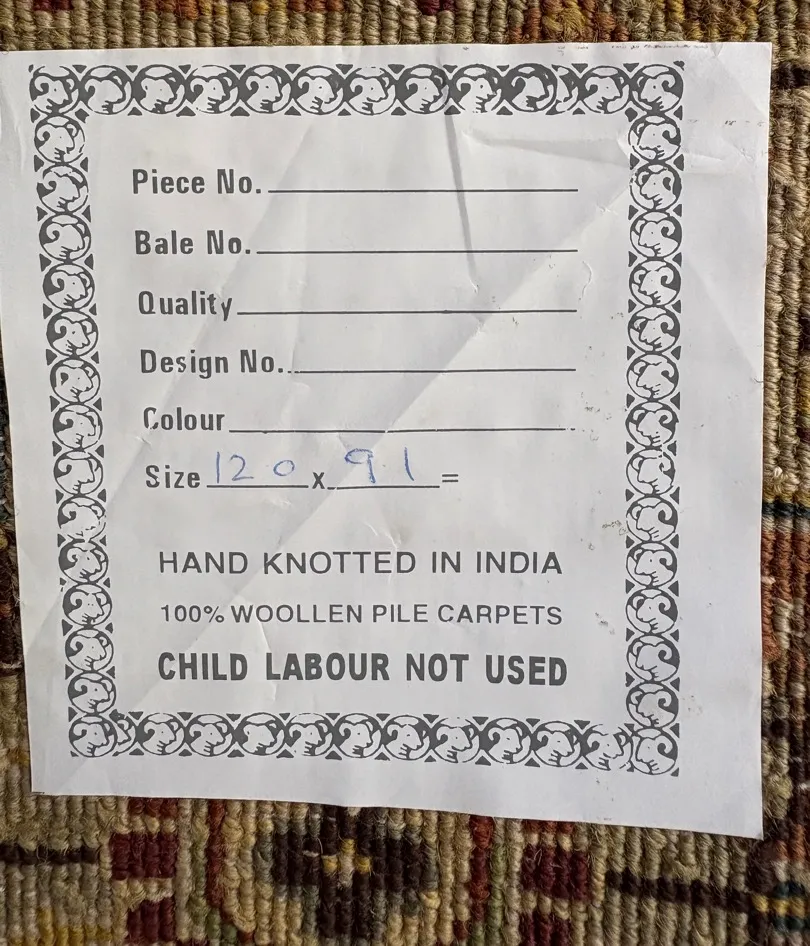 Piece No.
Bale No.
Quality
Design No.
Colour
Size 120 x 91 =
HAND KNOTTED IN INDIA
100% WOOLLEN PILE CARPETS
CHILD LABOUR NOT USED